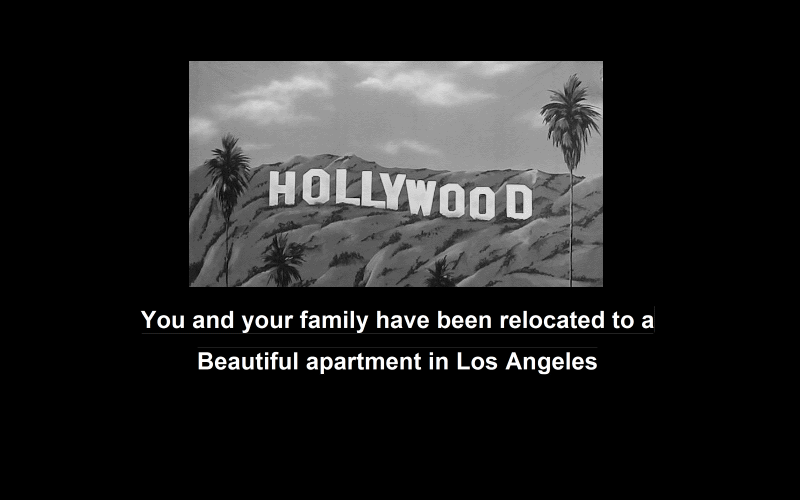 HOLLYWOOD
You and your family have been relocated to a
Beautiful apartment in Los Angeles